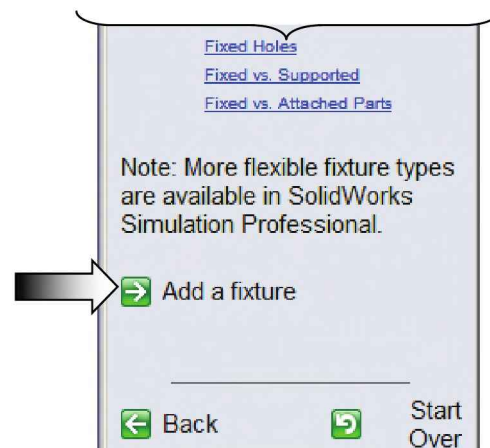 Fixed Holes
Fixed vs. Supported
Fixed vs. Attached Parts
Note: More flexible fixture types
are available in SolidWorks
Simulation Professional.
Add a fixture
Back
Start
Over